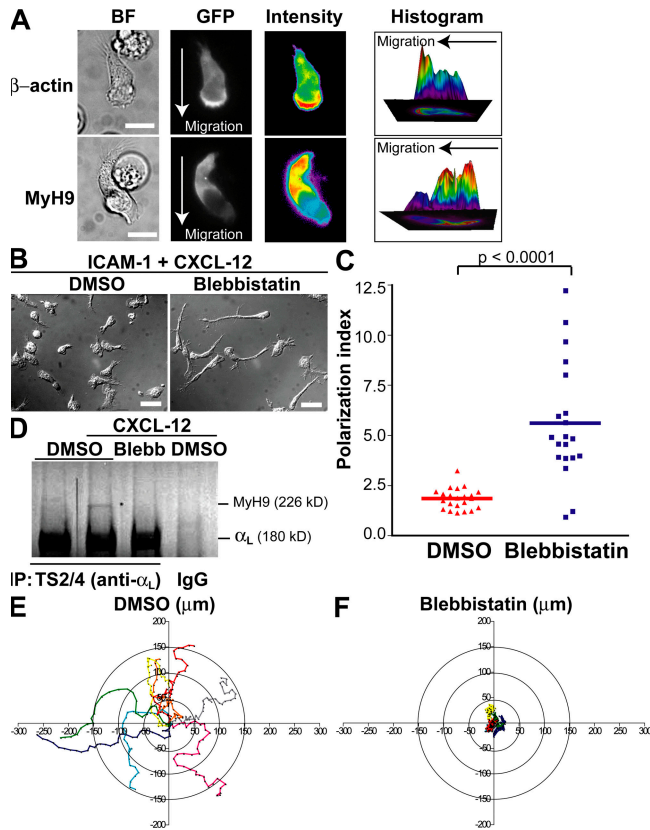 A
BF GFP Intensity Histogram
β–actin
Migration
Migration
MyH9
Migration
Migration
B
ICAM-1 + CXCL-12
DMSO Blebbistatin
C
p < 0.0001
Polarization index
12.5
10.0
7.5
5.0
2.5
0.0
DMSO Blebbistatin
D
CXCL-12
DMSO Blebb DMSO
MyH9 (226 kD)
αL (180 kD)
IP: TS2/4 (anti-αL) IgG
E
DMSO (μm)
200
150
100
50
-300 -250 -200 -150 -100 -50 0 50 100 150 200 250 300
-50
-100
-150
-200
F
Blebbistatin (μm)
200
150
100
50
-300 -250 -200 -150 -100 -50 0 50 100 150 200 250 300
-50
-100
-150
-200